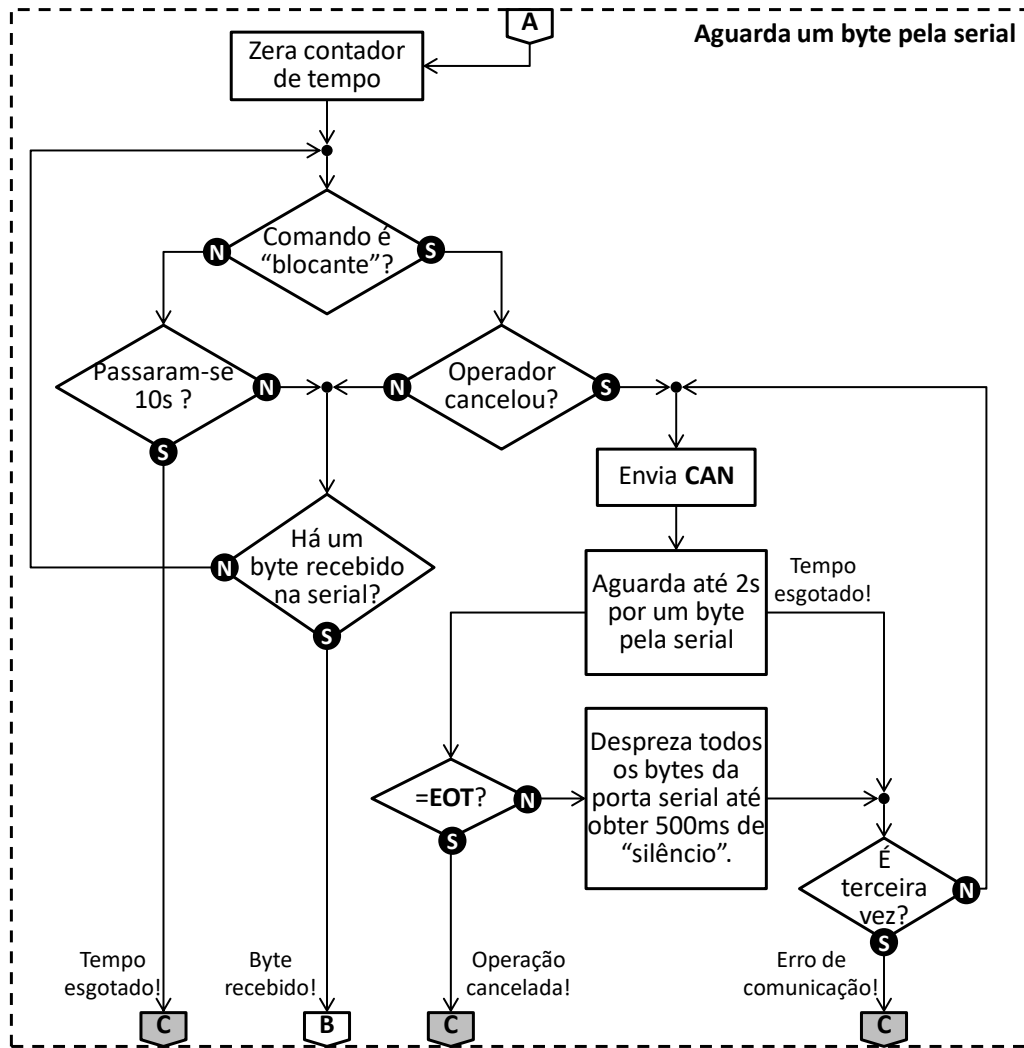 A
Aguarda um byte pela serial
Zera contador
de tempo
Comando é
“blocante”?
N
S
Passaram-se
10s ?
N
S
Operador
cancelou?
N
S
Envia CAN
Há um
byte recebido
na serial?
N
S
Aguarda até 2s
por um byte
pela serial
Tempo
esgotado!
=EOT?
N
S
Despreza todos
os bytes da
porta serial até
obter 500ms de
“silêncio”.
É
terceira
vez?
N
S
Tempo
esgotado!
C
Byte
recebido!
B
Operação
cancelada!
C
Erro de
comunicação!
C